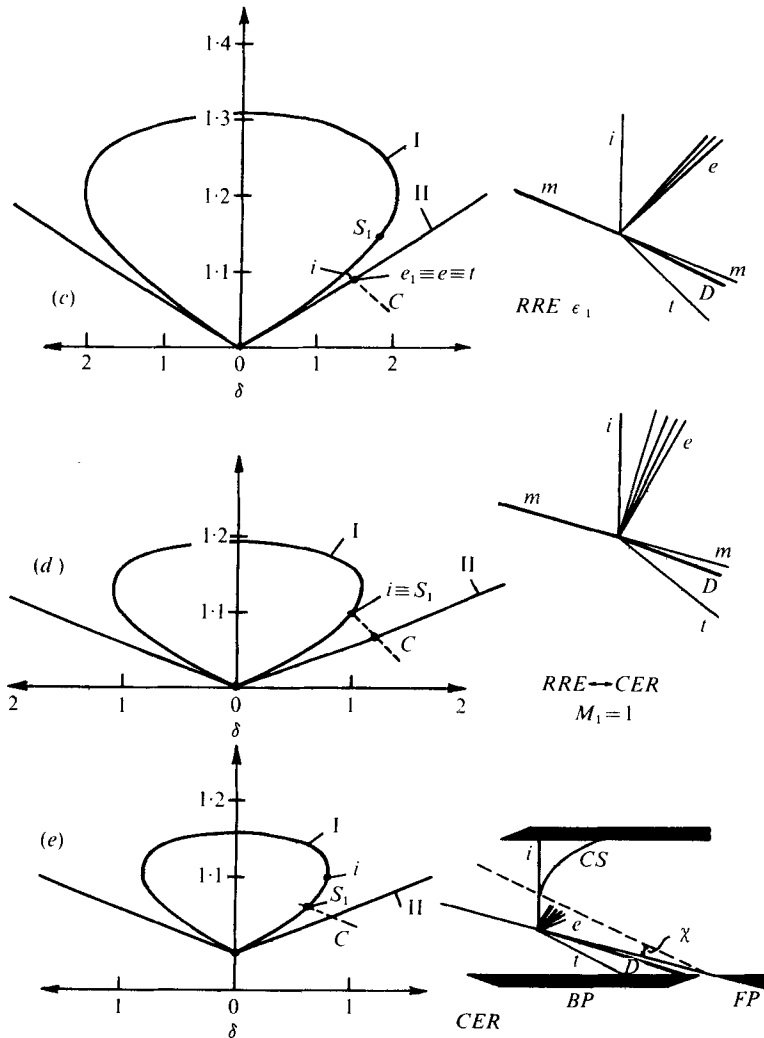 1·4
1·3
I
1·2
II
S₁
1·1
i
e₁≡e≡t
C
(c)
2 1 0 1 2
δ
i
e
m
m
D
t
RRE ϵ₁
1·2
I
(d)
II
i≡S₁
1·1
C
2 1 0 1 2
δ
i
e
m
m
D
t
RRE↔CER
M₁=1
(e)
1·2
I
i
1·1
S₁
II
C
0 1
δ
i
CS
e
χ
t
D
BP
FP
CER